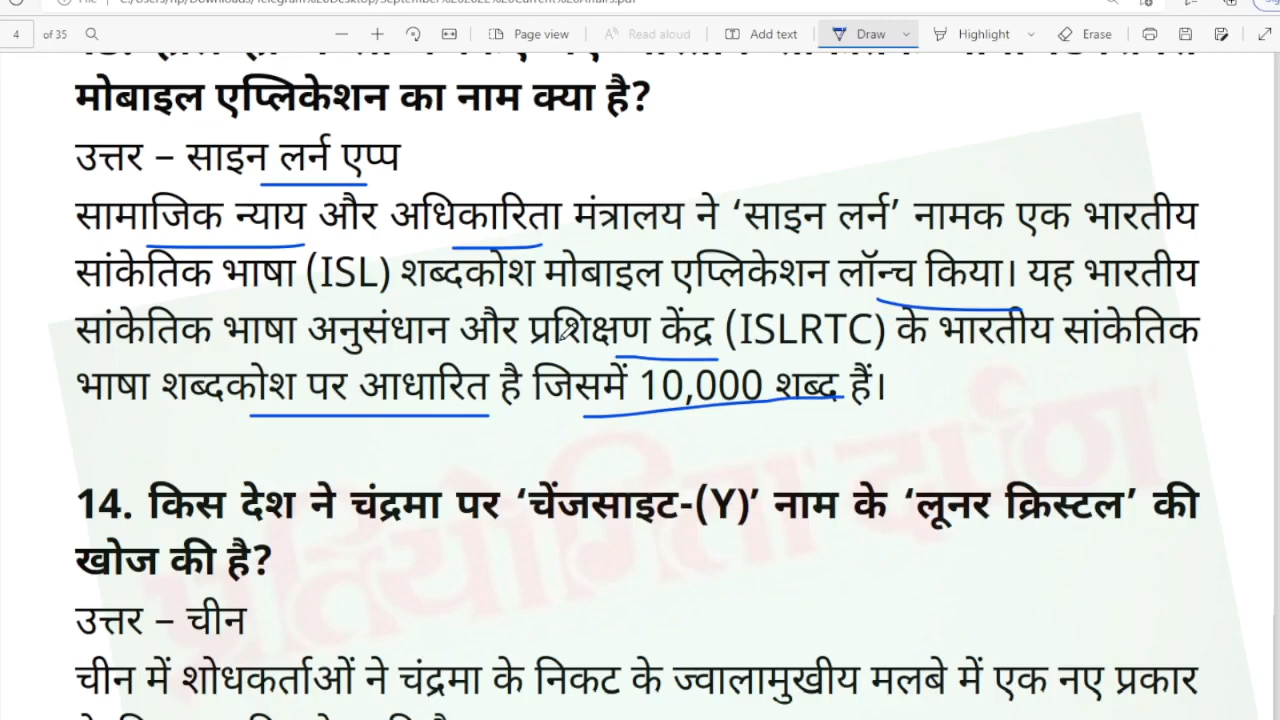 4 of 35 Page view Read aloud Add text Draw Highlight Erase
मोबाइल एप्लिकेशन का नाम क्या है?
उत्तर – साइन लर्न एप्प
सामाजिक न्याय और अधिकारिता मंत्रालय ने ‘साइन लर्न’ नामक एक भारतीय
सांकेतिक भाषा (ISL) शब्दकोश मोबाइल एप्लिकेशन लॉन्च किया। यह भारतीय
सांकेतिक भाषा अनुसंधान और प्रशिक्षण केंद्र (ISLRTC) के भारतीय सांकेतिक
भाषा शब्दकोश पर आधारित है जिसमें 10,000 शब्द हैं।
14. किस देश ने चंद्रमा पर ‘चेंजसाइट-(Y)’ नाम के ‘लूनर क्रिस्टल’ की
खोज की है?
उत्तर – चीन
चीन में शोधकर्ताओं ने चंद्रमा के निकट के ज्वालामुखीय मलबे में एक नए प्रकार
प्रतियोगिता दर्पण